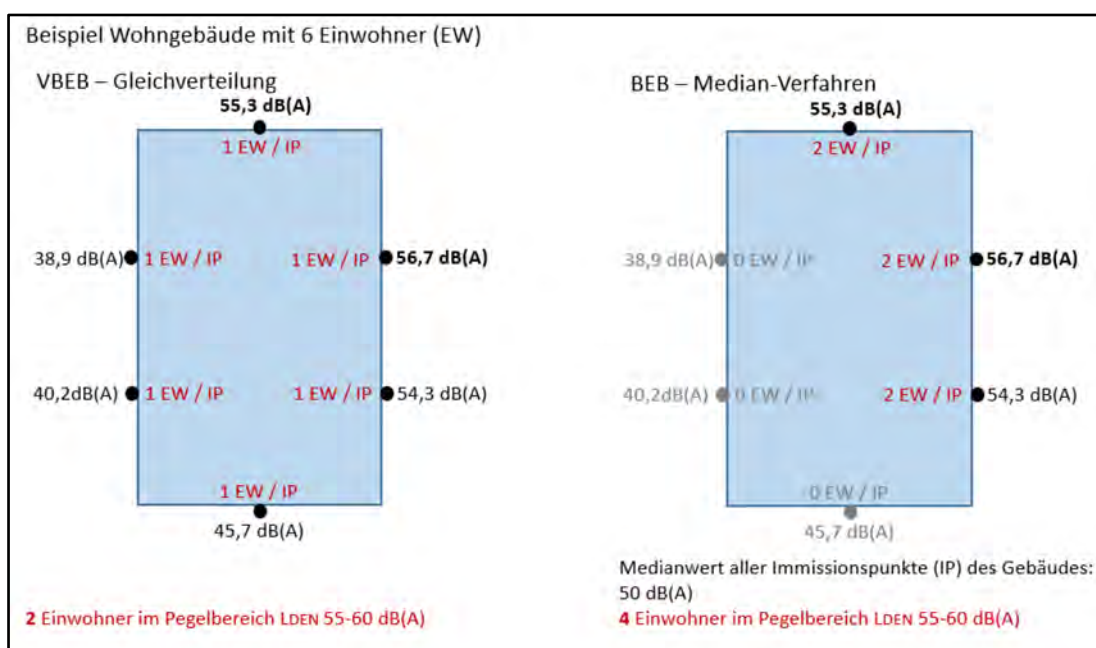 Beispiel Wohngebäude mit 6 Einwohner (EW)
VBEB – Gleichverteilung
55,3 dB(A)
1 EW / IP
38,9 dB(A)
1 EW / IP
1 EW / IP
56,7 dB(A)
40,2dB(A)
1 EW / IP
1 EW / IP
54,3 dB(A)
1 EW / IP
45,7 dB(A)
2 Einwohner im Pegelbereich LDEN 55-60 dB(A)
BEB – Median-Verfahren
55,3 dB(A)
2 EW / IP
38,9 dB(A)
0 EW / IP
2 EW / IP
56,7 dB(A)
40,2dB(A)
0 EW / IP
2 EW / IP
54,3 dB(A)
0 EW / IP
45,7 dB(A)
Medianwert aller Immissionspunkte (IP) des Gebäudes:
50 dB(A)
4 Einwohner im Pegelbereich LDEN 55-60 dB(A)